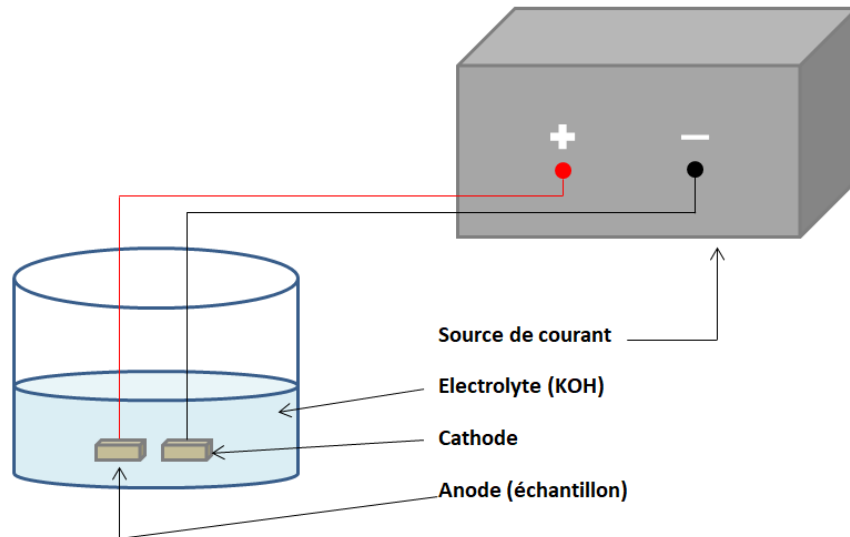 + −
Source de courant
Electrolyte (KOH)
Cathode
Anode (échantillon)